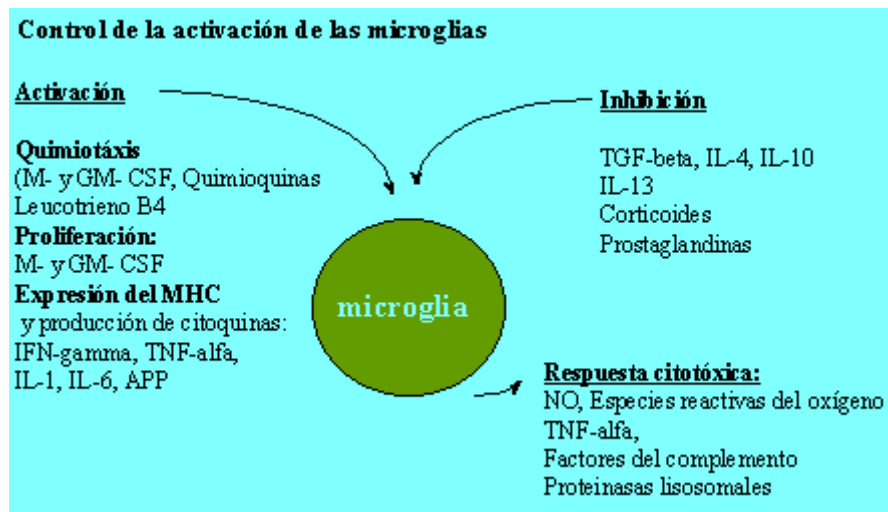 Control de la activación de las microglias
Activación
Quimiotáxis
(M- y GM- CSF, Quimioquinas
Leucotrieno B4
Proliferación:
M- y GM- CSF
Expresión del MHC
y producción de citoquinas:
IFN-gamma, TNF-alfa,
IL-1, IL-6, APP
Inhibición
TGF-beta, IL-4, IL-10
IL-13
Corticoides
Prostaglandinas
microglia
Respuesta citotóxica:
NO, Especies reactivas del oxígeno
TNF-alfa,
Factores del complemento
Proteinasas lisosomales